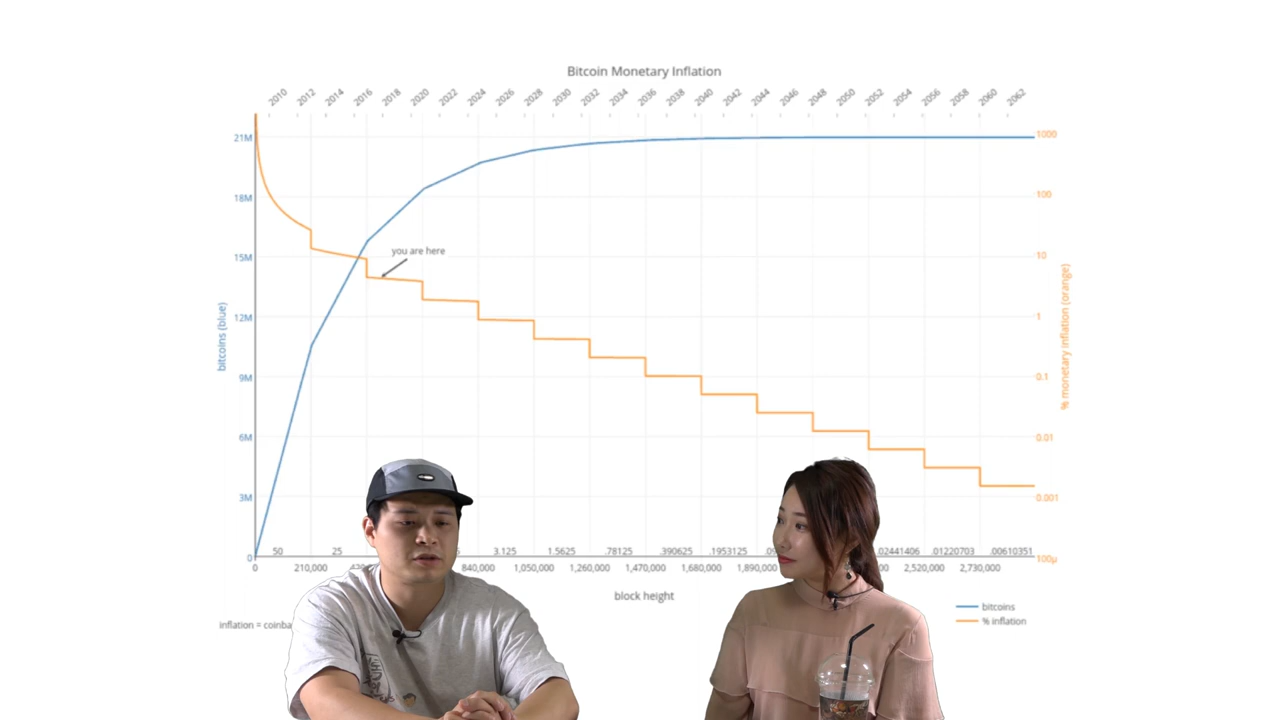 Bitcoin Monetary Inflation
2010 2012 2014 2016 2018 2020 2022 2024 2026 2028 2030 2032 2034 2036 2038 2040 2042 2044 2046 2048 2050 2052 2054 2056 2058 2060 2062
21M
18M
15M
12M
9M
6M
3M
0
bitcoins (blue)
you are here
1000
100
10
1
0.1
0.01
0.001
100µ
% monetary inflation (orange)
50 25 3.125 1.5625 .78125 .390625 .1953125 02441406 .01220703 .00610351
0 210,000 840,000 1,050,000 1,260,000 1,470,000 1,680,000 1,890,000 2,520,000 2,730,000
block height
inflation = coinba
bitcoins
% inflation